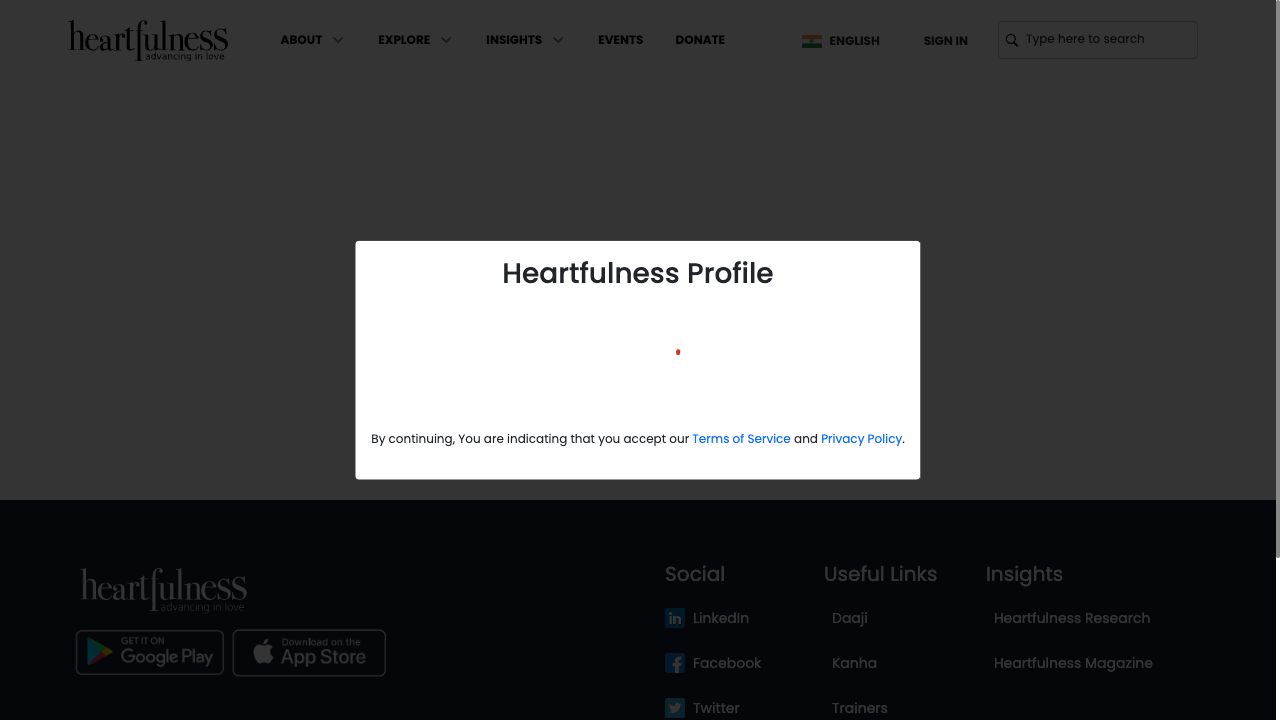 heartfulness
advancing in love
ABOUT
EXPLORE
INSIGHTS
EVENTS
DONATE
ENGLISH
SIGN IN
Type here to search
Heartfulness Profile
By continuing, You are indicating that you accept our Terms of Service and Privacy Policy.
heartfulness
advancing in love
GET IT ON
Google Play
Download on the
App Store
Social
LinkedIn
Facebook
Twitter
Useful Links
Daaji
Kanha
Trainers
Insights
Heartfulness Research
Heartfulness Magazine